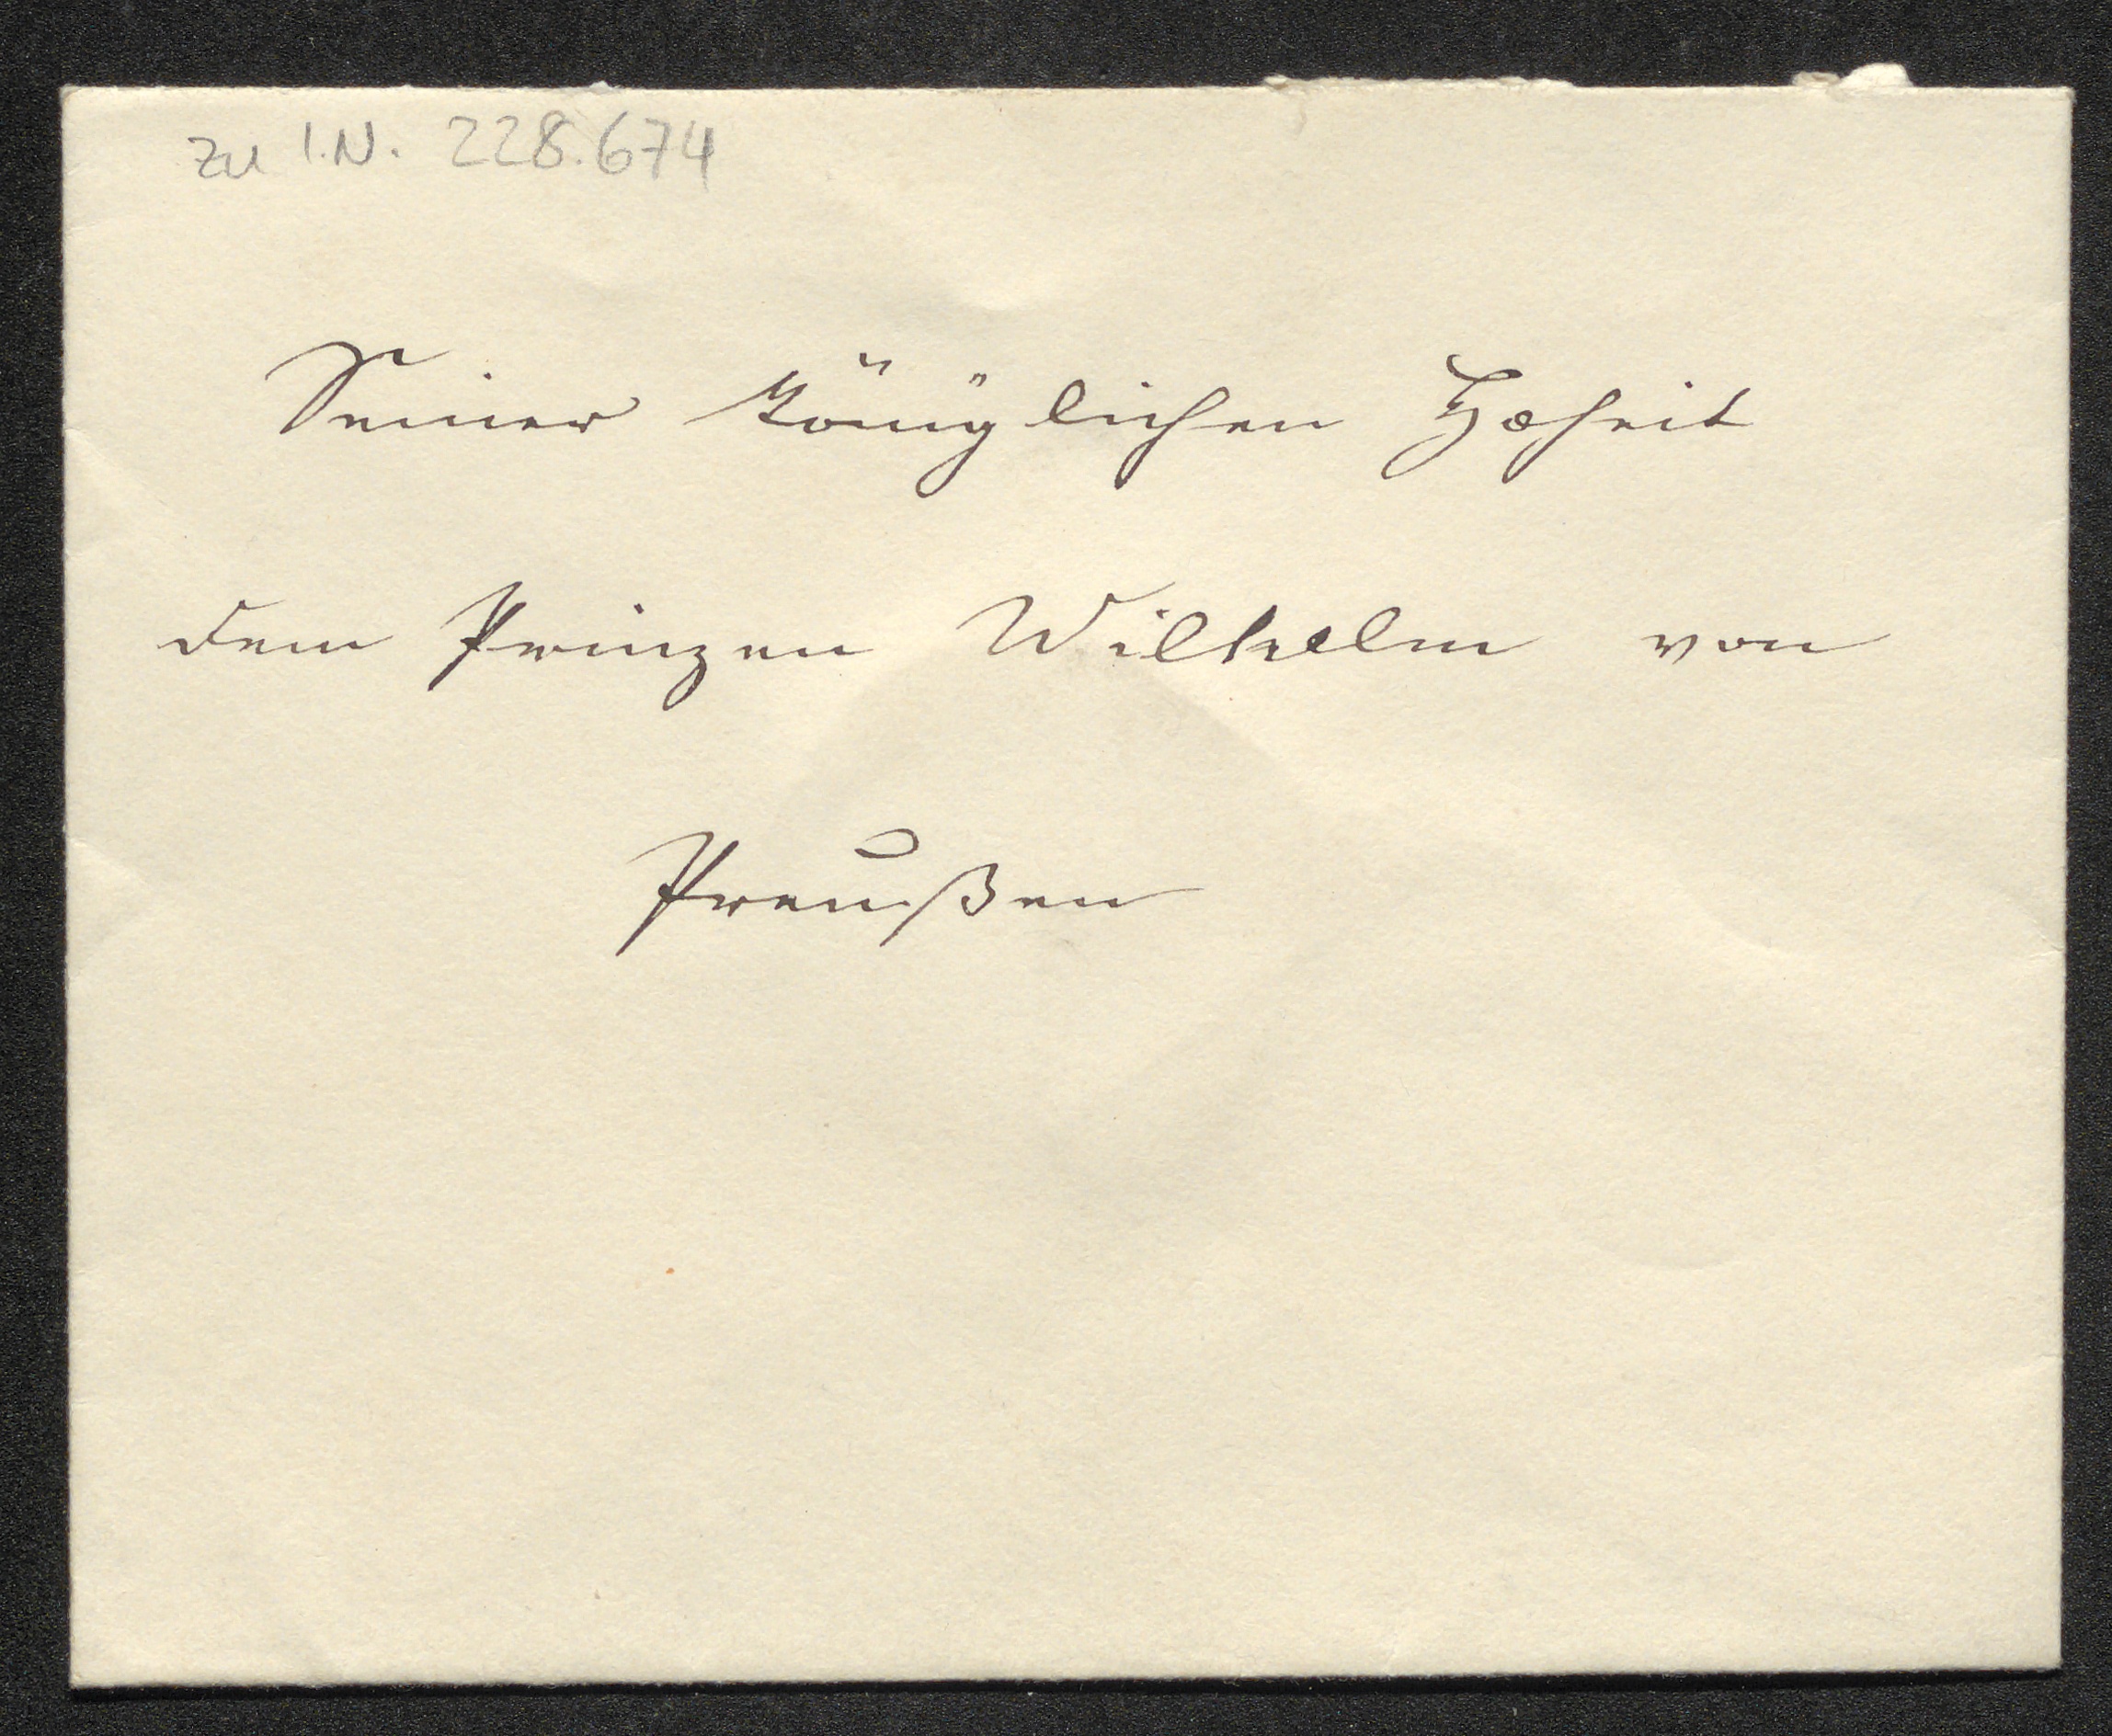 zu I.N. 228.674
Seiner Königlichen Hoheit
dem Prinzen Wilhelm von
Preußen